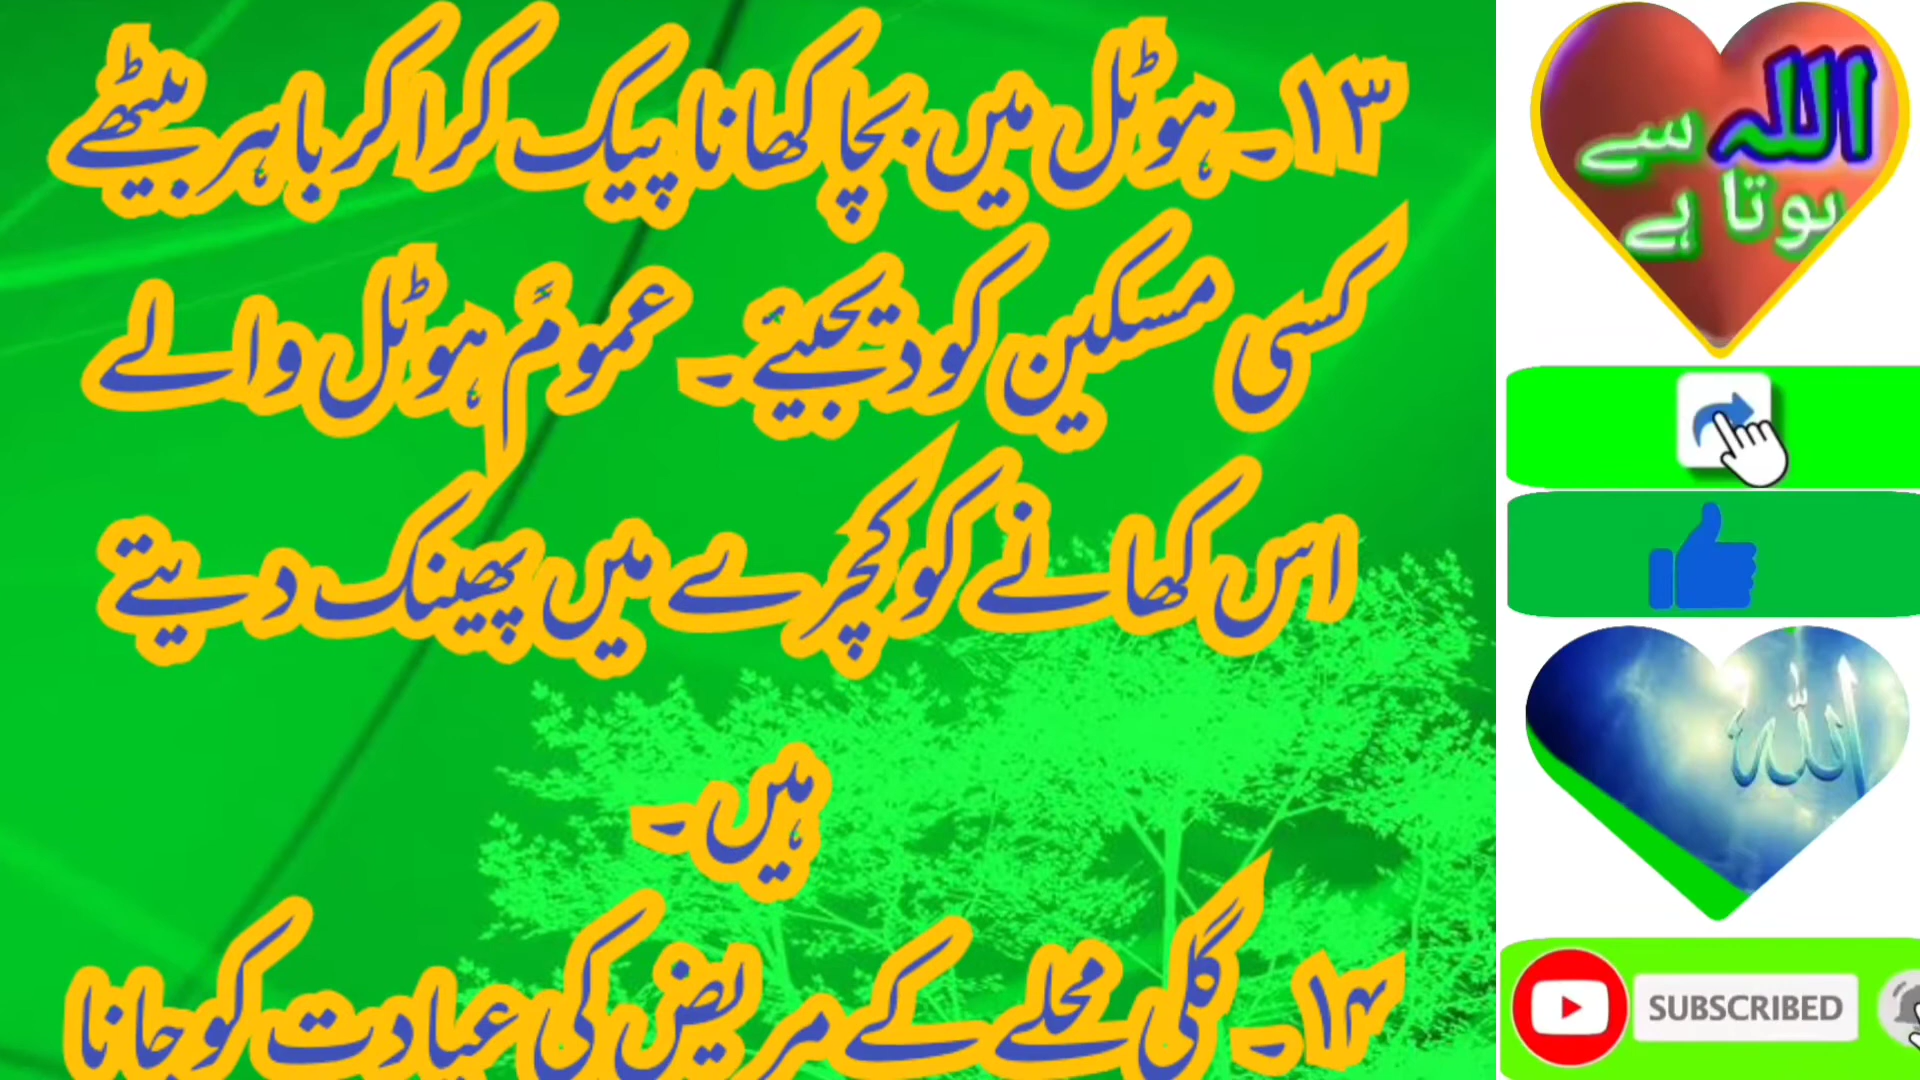 ۱۳۔ہوٹل میں بچا کھانا پیک کرا کر باہر بیٹھے
کسی مسکین کو دیجیئے۔ عموماً ہوٹل والے
اس کھانے کو کچرے میں پھینک دیتے
ہیں۔
۱۴۔گلی محلے کے مریض کی عیادت کو جانا
اللہ سے
ہوتا ہے
اللہ
SUBSCRIBED